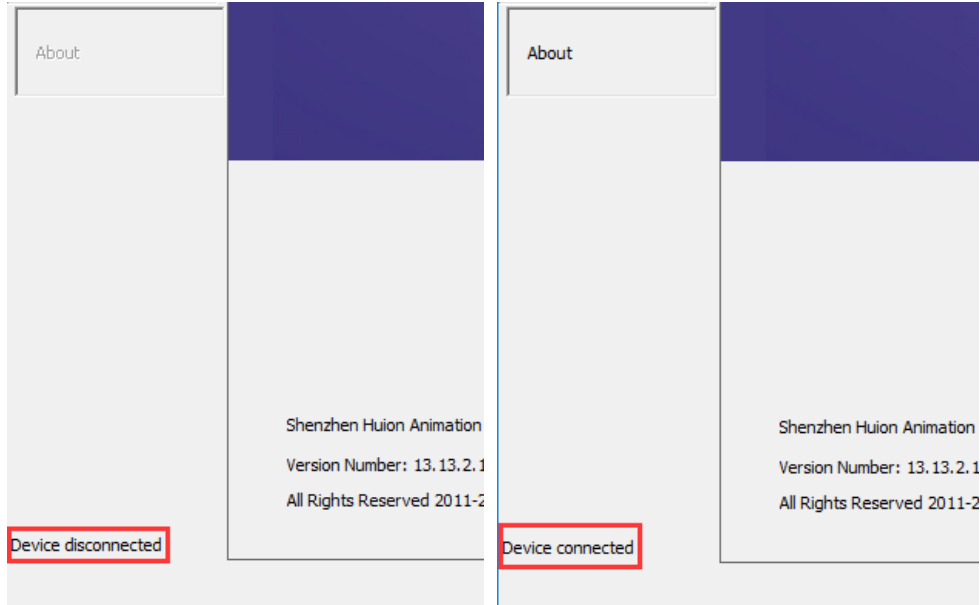 About
Shenzhen Huion Animation
Version Number: 13.13.2.1
All Rights Reserved 2011-2
Device disconnected
About
Shenzhen Huion Animation
Version Number: 13.13.2.1
All Rights Reserved 2011-2
Device connected